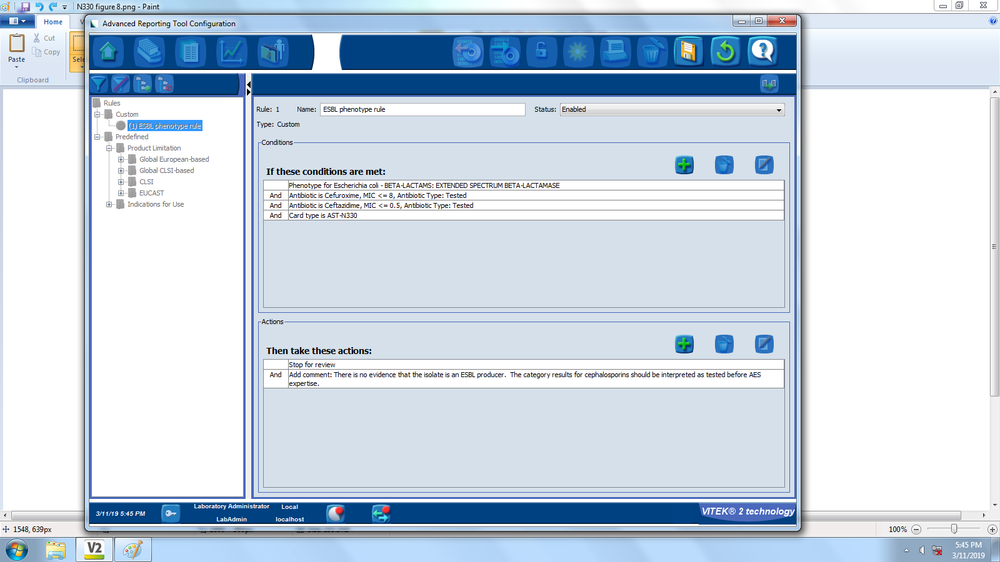 N330 figure 8.png - Paint
Home
Paste
Cut
Copy
Sele
Clipboard
Advanced Reporting Tool Configuration
Rules
Custom
(1) ESBL phenotype rule
Predefined
Product Limitation
Global European-based
Global CLSI-based
CLSI
EUCAST
Indications for Use
Rule: 1 Name: ESBL phenotype rule Status: Enabled
Type: Custom
Conditions
If these conditions are met:
Phenotype for Escherichia coli - BETA-LACTAMS: EXTENDED SPECTRUM BETA-LACTAMASE
And Antibiotic is Cefuroxime, MIC <= 8, Antibiotic Type: Tested
And Antibiotic is Ceftazidime, MIC <= 0.5, Antibiotic Type: Tested
And Card type is AST-N330
Actions
Then take these actions:
Stop for review
And Add comment: There is no evidence that the isolate is an ESBL producer.  The category results for cephalosporins should be interpreted as tested before AES
expertise.
3/11/19 5:45 PM
Laboratory Administrator Local
LabAdmin localhost
VITEK® 2 technology
1548, 639px
100%
V2
5:45 PM
3/11/2019